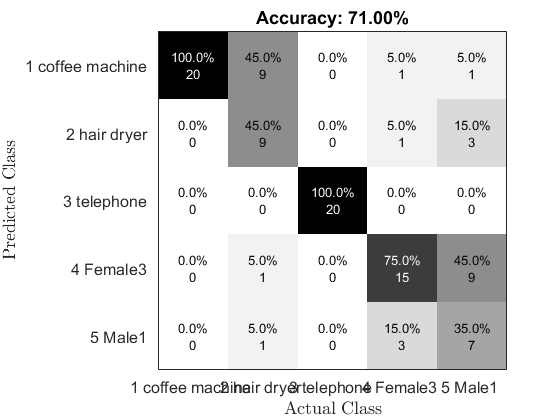 Accuracy: 71.00%
1 coffee machine 100.0% 45.0% 0.0% 5.0% 5.0%
20 9 0 1 1
2 hair dryer 0.0% 45.0% 0.0% 5.0% 15.0%
0 9 0 1 3
3 telephone 0.0% 0.0% 100.0% 0.0% 0.0%
0 0 20 0 0
4 Female3 0.0% 5.0% 0.0% 75.0% 45.0%
0 1 0 15 9
5 Male1 0.0% 5.0% 0.0% 15.0% 35.0%
0 1 0 3 7
1 coffee machine 2 hair dryer 3 telephone 4 Female3 5 Male1
Actual Class
Predicted Class